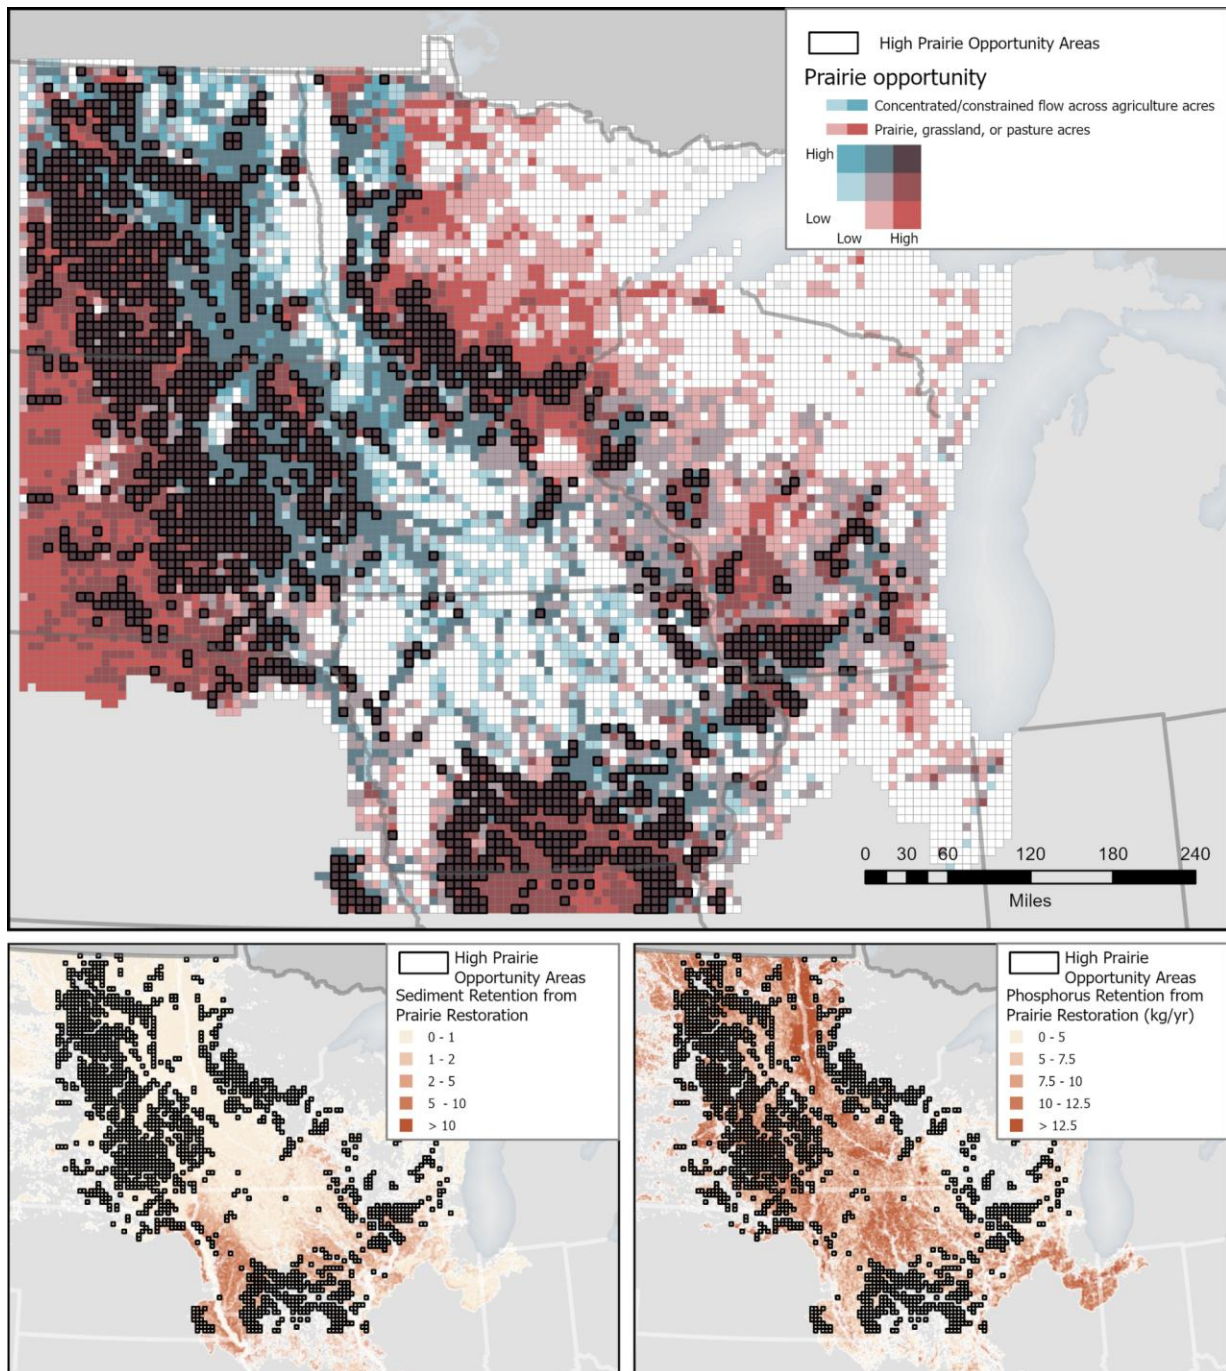 High Prairie Opportunity Areas
Prairie opportunity
Concentrated/constrained flow across agriculture acres
Prairie, grassland, or pasture acres
High
Low
Low High
0 30 60 120 180 240
Miles
High Prairie
Opportunity Areas
Sediment Retention from
Prairie Restoration
0 - 1
1 - 2
2 - 5
5 - 10
> 10
High Prairie
Opportunity Areas
Phosphorus Retention from
Prairie Restoration (kg/yr)
0 - 5
5 - 7.5
7.5 - 10
10 - 12.5
> 12.5